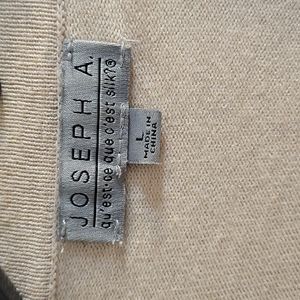 JOSEPH A.
qu'est-ce que c'est silk?®
L
MADE IN
CHINA